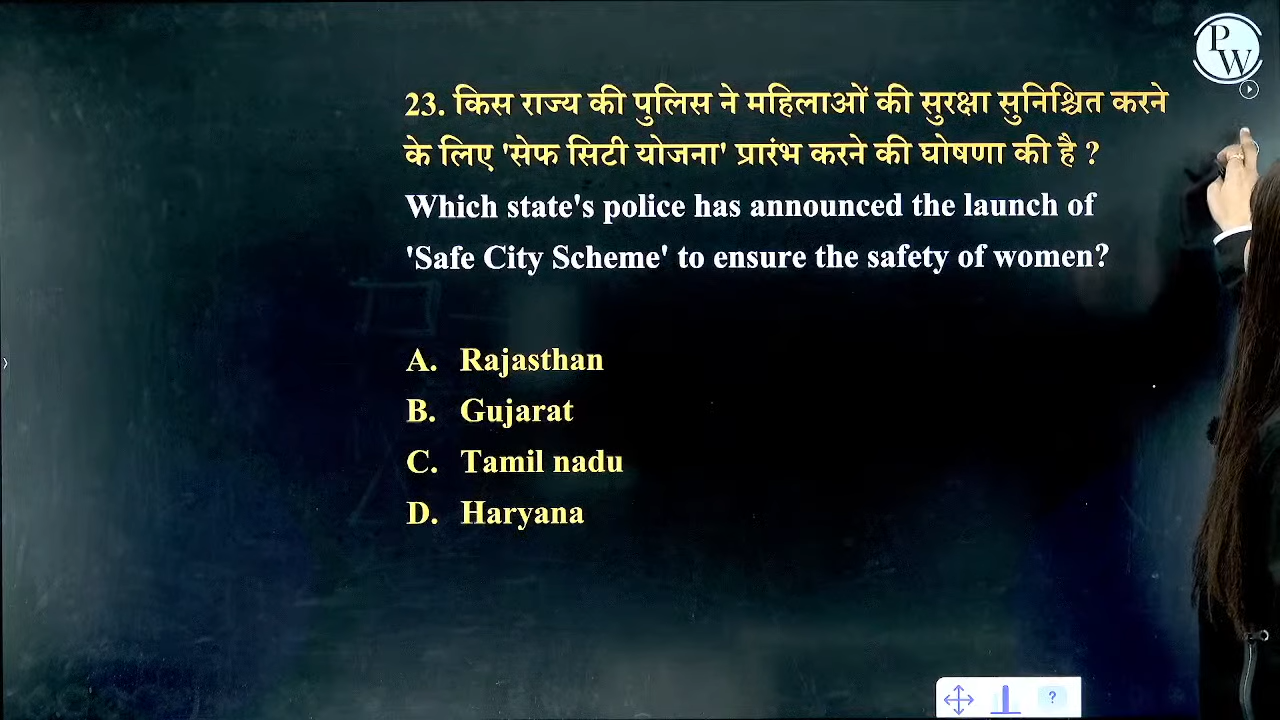 PW
23. किस राज्य की पुलिस ने महिलाओं की सुरक्षा सुनिश्चित करने
के लिए 'सेफ सिटी योजना' प्रारंभ करने की घोषणा की है ?
Which state's police has announced the launch of
'Safe City Scheme' to ensure the safety of women?
A. Rajasthan
B. Gujarat
C. Tamil nadu
D. Haryana
?